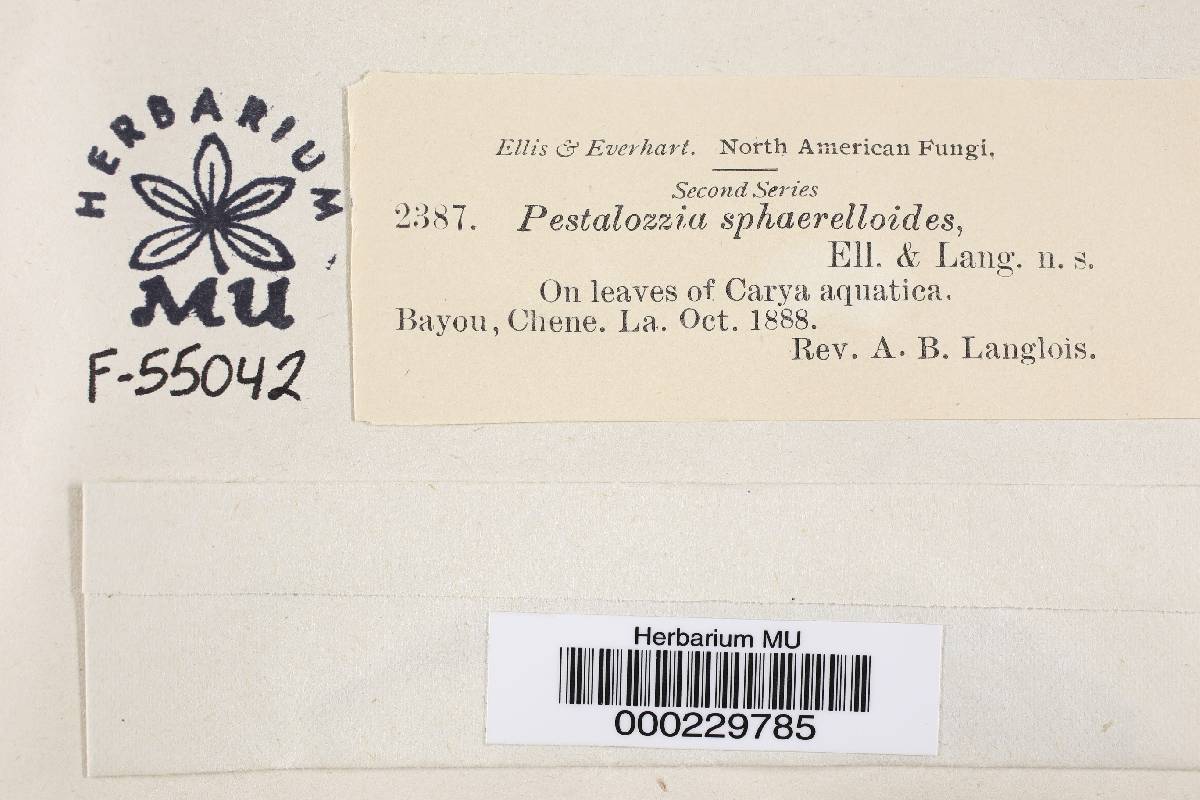 HERBARIUM
MU
F-55042
Ellis & Everhart. North American Fungi.
Second Series
2387. Pestalozzia sphaerelloides,
Ell. & Lang. n. s.
On leaves of Carya aquatica.
Bayou, Chene. La. Oct. 1888.
Rev. A. B. Langlois.
Herbarium MU
000229785